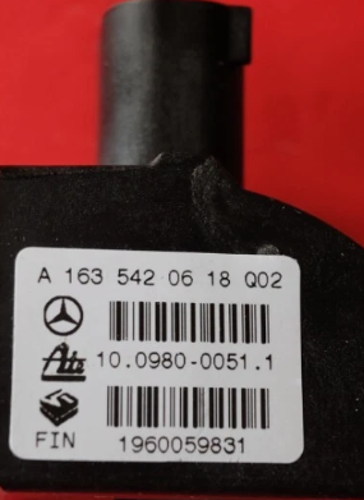 A 163 542 06 18 Q02
Ate 10.0980-0051.1
FIN 1960059831